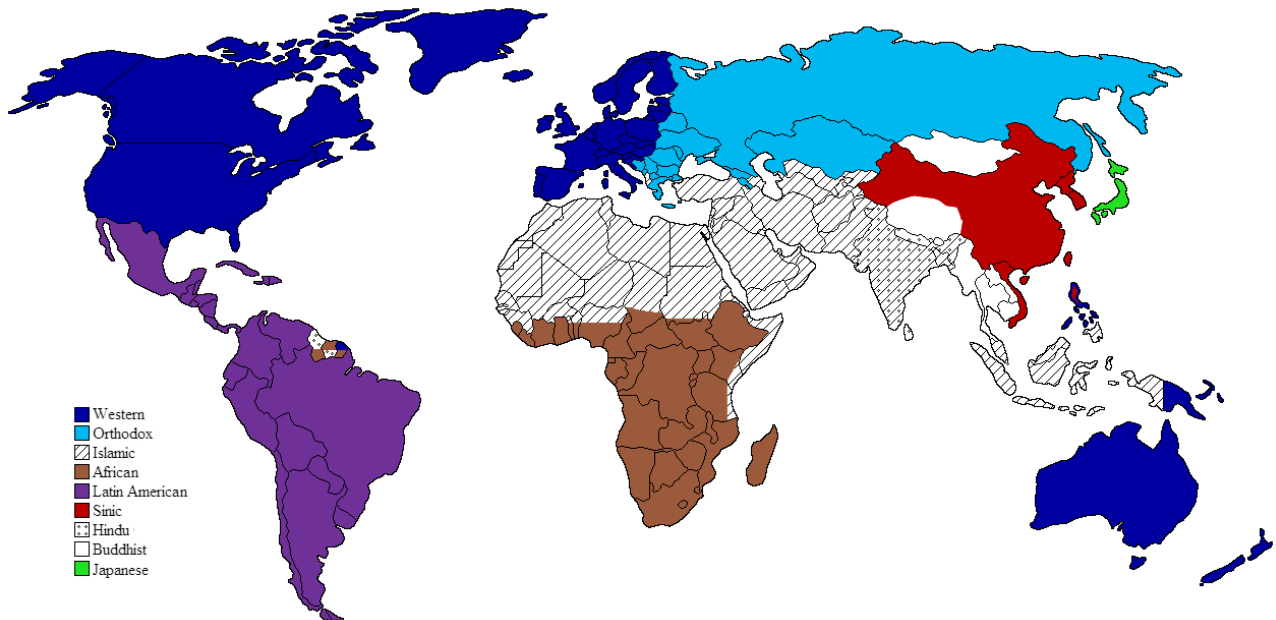 Western
Orthodox
Islamic
African
Latin American
Sinic
Hindu
Buddhist
Japanese